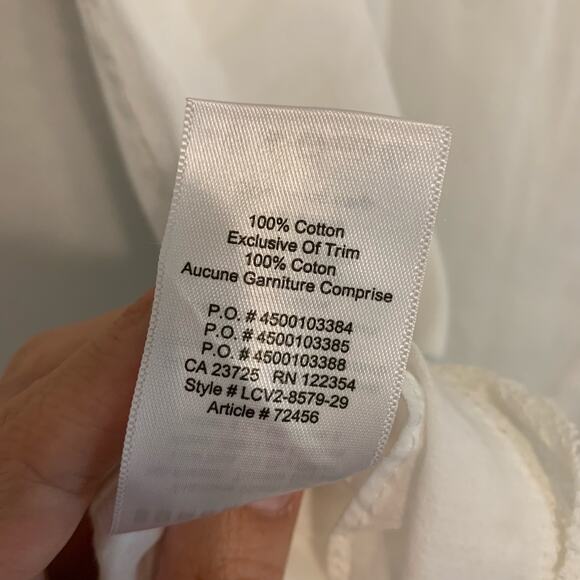 100% Cotton
Exclusive Of Trim
100% Coton
Aucune Garniture Comprise
P.O. # 4500103384
P.O. # 4500103385
P.O. # 4500103388
CA 23725 RN 122354
Style # LCV2-8579-29
Article # 72456